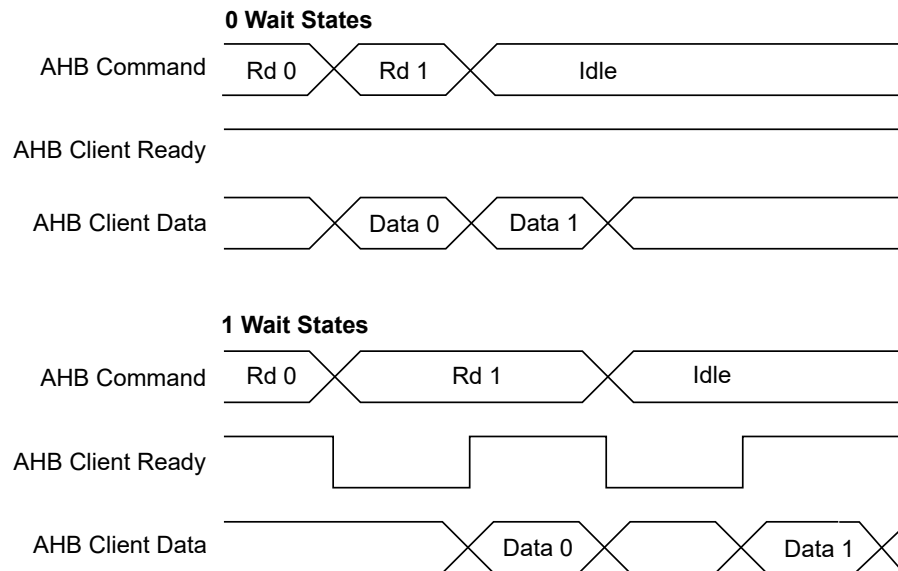 0 Wait States
AHB Command Rd 0 Rd 1 Idle
AHB Client Ready
AHB Client Data Data 0 Data 1
1 Wait States
AHB Command Rd 0 Rd 1 Idle
AHB Client Ready
AHB Client Data Data 0 Data 1